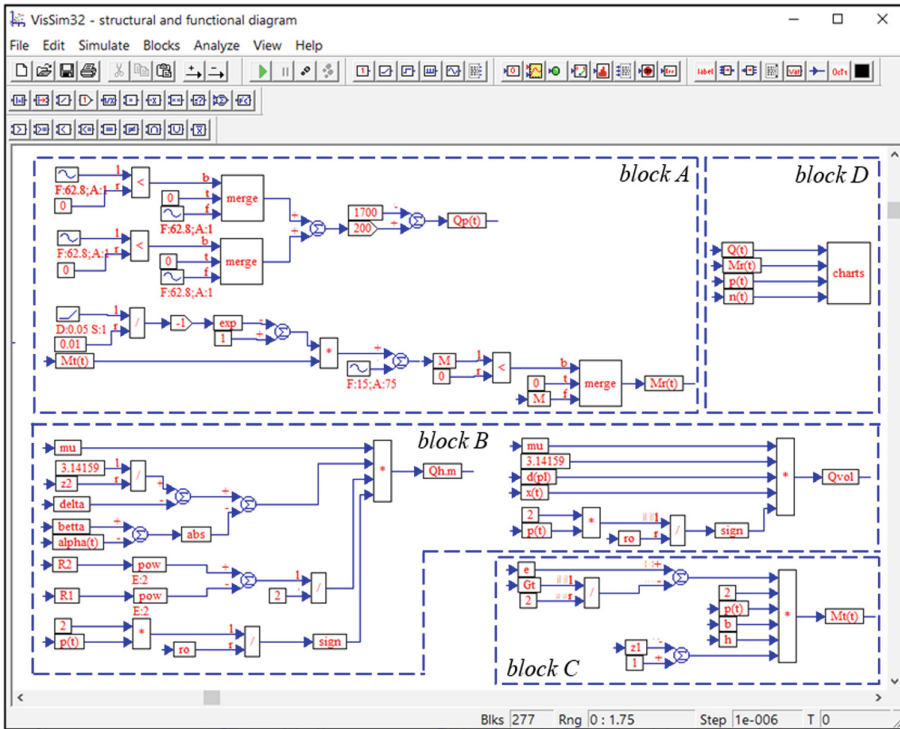 VisSim32 - structural and functional diagram
File Edit Simulate Blocks Analyze View Help
block A
F:62.8;A:1
0
l
r
<
b
t
f
0
F:62.8;A:1
merge
F:62.8;A:1
0
l
r
<
b
t
f
0
F:62.8;A:1
merge
+
+
1700
200
-
+
Qp(t)
D:0.05 S:1
0.01
l
r
/
-1
exp
1
-
+
*
Mt(t)
F:15;A:75
+
-
M
0
l
r
<
b
t
f
0
M
merge
Mr(t)
block D
Q(t)
Mr(t)
p(t)
n(t)
charts
block B
mu
3.14159
z2
l
r
/
delta
+
-
+
-
betta
alpha(t)
+
-
abs
R2
pow
E:2
R1
pow
E:2
+
-
2
l
/
2
p(t)
*
ro
l
r
/
sign
*
Qh.m
mu
3.14159
d(pl)
x(t)
2
p(t)
*
ro
l
r
/
sign
*
Qvol
block C
e
Gt
2
l
r
/
2
p(t)
b
h
z1
1
-
+
*
Mt(t)
Blks 277 Rng 0 : 1.75 Step 1e-006 T 0